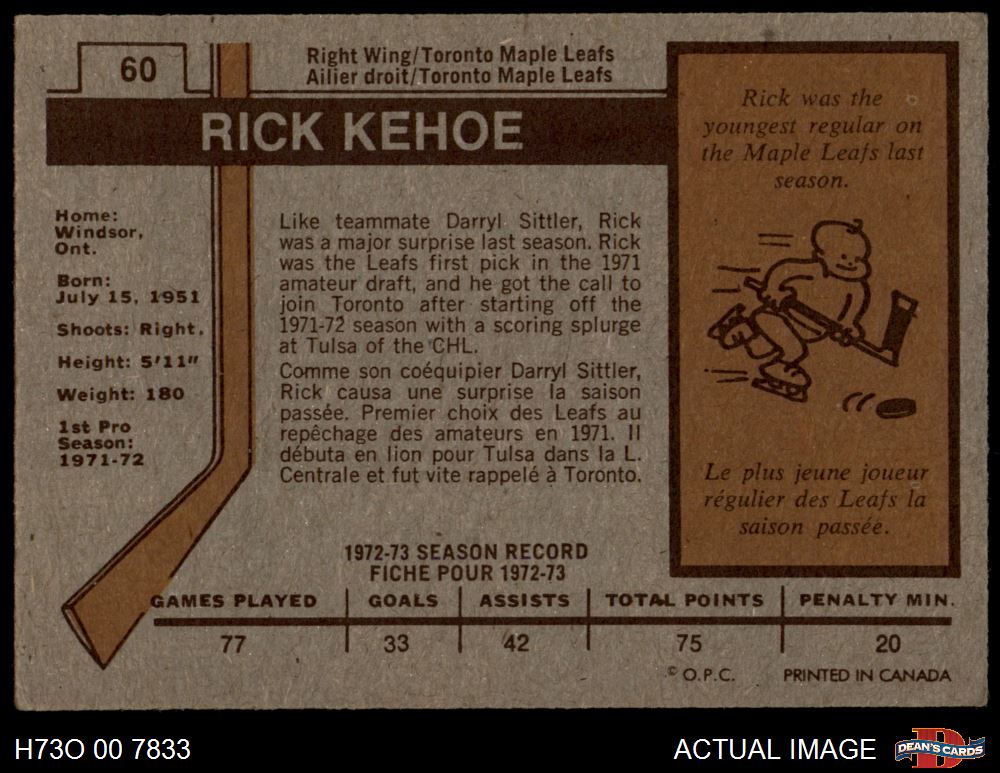 60
Right Wing/Toronto Maple Leafs
Ailier droit/Toronto Maple Leafs
RICK KEHOE
Home:
Windsor,
Ont.
Born:
July 15, 1951
Shoots: Right.
Height: 5'11"
Weight: 180
1st Pro
Season:
1971-72
Like teammate Darryl Sittler, Rick
was a major surprise last season. Rick
was the Leafs first pick in the 1971
amateur draft, and he got the call to
join Toronto after starting off the
1971-72 season with a scoring splurge
at Tulsa of the CHL.
Comme son coéquipier Darryl Sittler,
Rick causa une surprise la saison
passée. Premier choix des Leafs au
repêchage des amateurs en 1971. Il
débuta en lion pour Tulsa dans la L.
Centrale et fut vite rappelé à Toronto.
Rick was the
youngest regular on
the Maple Leafs last
season.
Le plus jeune joueur
régulier des Leafs la
saison passée.
1972-73 SEASON RECORD
FICHE POUR 1972-73
GAMES PLAYED GOALS ASSISTS TOTAL POINTS PENALTY MIN.
77 33 42 75 20
© O.P.C. PRINTED IN CANADA
H73O 00 7833 ACTUAL IMAGE DEAN'S CARDS